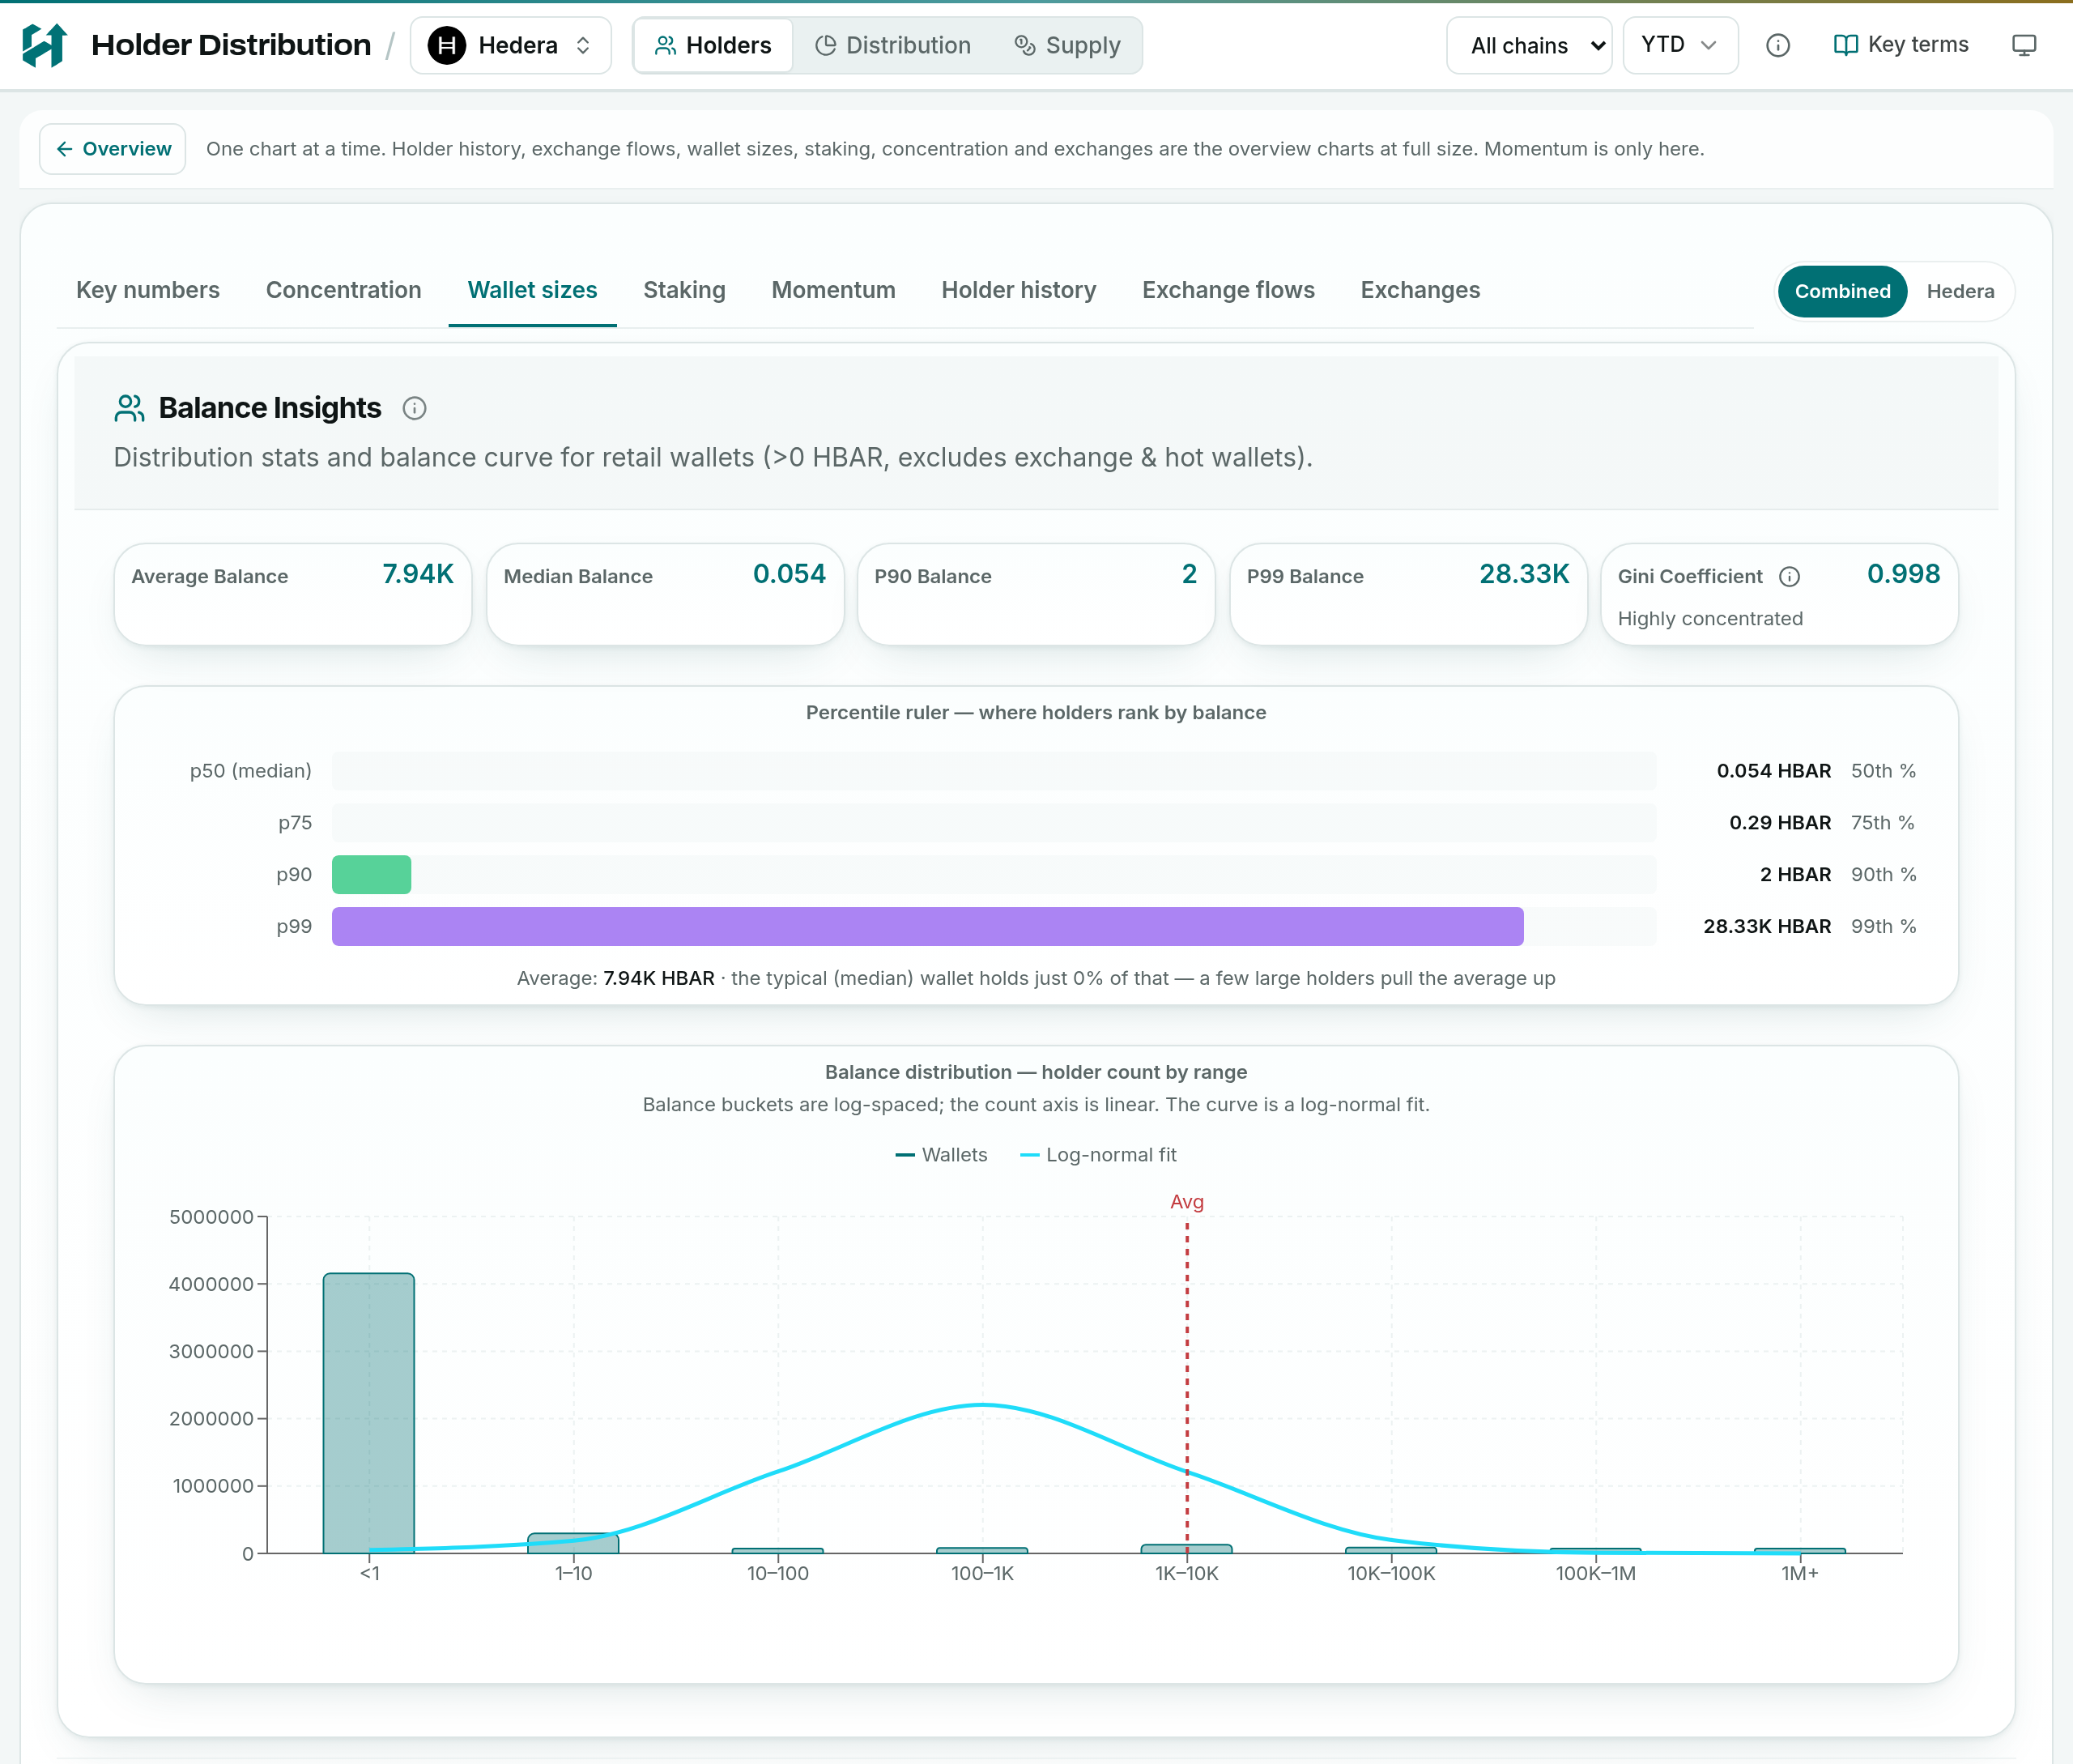 Holder Distribution / Hedera Holders Distribution Supply All chains YTD Key terms
Overview One chart at a time. Holder history, exchange flows, wallet sizes, staking, concentration and exchanges are the overview charts at full size. Momentum is only here.
Key numbers Concentration Wallet sizes Staking Momentum Holder history Exchange flows Exchanges Combined Hedera
Balance Insights
Distribution stats and balance curve for retail wallets (>0 HBAR, excludes exchange & hot wallets).
Average Balance 7.94K Median Balance 0.054 P90 Balance 2 P99 Balance 28.33K Gini Coefficient 0.998
Highly concentrated
Percentile ruler — where holders rank by balance
p50 (median) 0.054 HBAR 50th %
p75 0.29 HBAR 75th %
p90 2 HBAR 90th %
p99 28.33K HBAR 99th %
Average: 7.94K HBAR · the typical (median) wallet holds just 0% of that — a few large holders pull the average up
Balance distribution — holder count by range
Balance buckets are log-spaced; the count axis is linear. The curve is a log-normal fit.
Wallets Log-normal fit
Avg
5000000
4000000
3000000
2000000
1000000
0
<1 1–10 10–100 100–1K 1K–10K 10K–100K 100K–1M 1M+